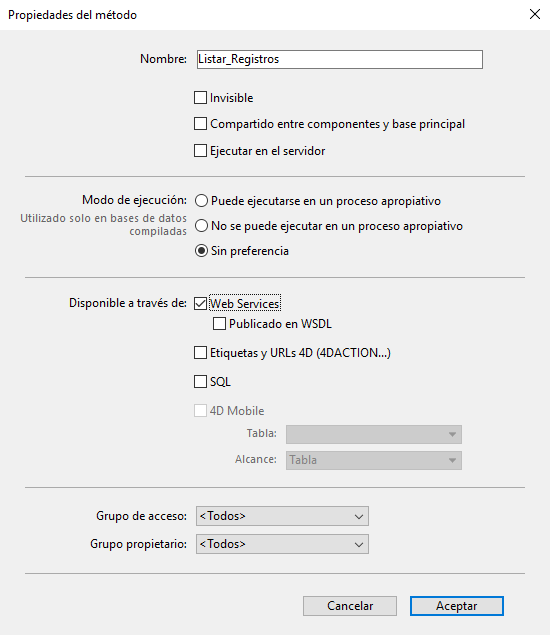 Propiedades del método
Nombre: Listar_Registros
Invisible
Compartido entre componentes y base principal
Ejecutar en el servidor
Modo de ejecución:
Utilizado solo en bases de datos
compiladas
Puede ejecutarse en un proceso apropiativo
No se puede ejecutar en un proceso apropiativo
Sin preferencia
Disponible a través de: Web Services
Publicado en WSDL
Etiquetas y URLs 4D (4DACTION...)
SQL
4D Mobile
Tabla:
Alcance: Tabla
Grupo de acceso: <Todos>
Grupo propietario: <Todos>
Cancelar Aceptar